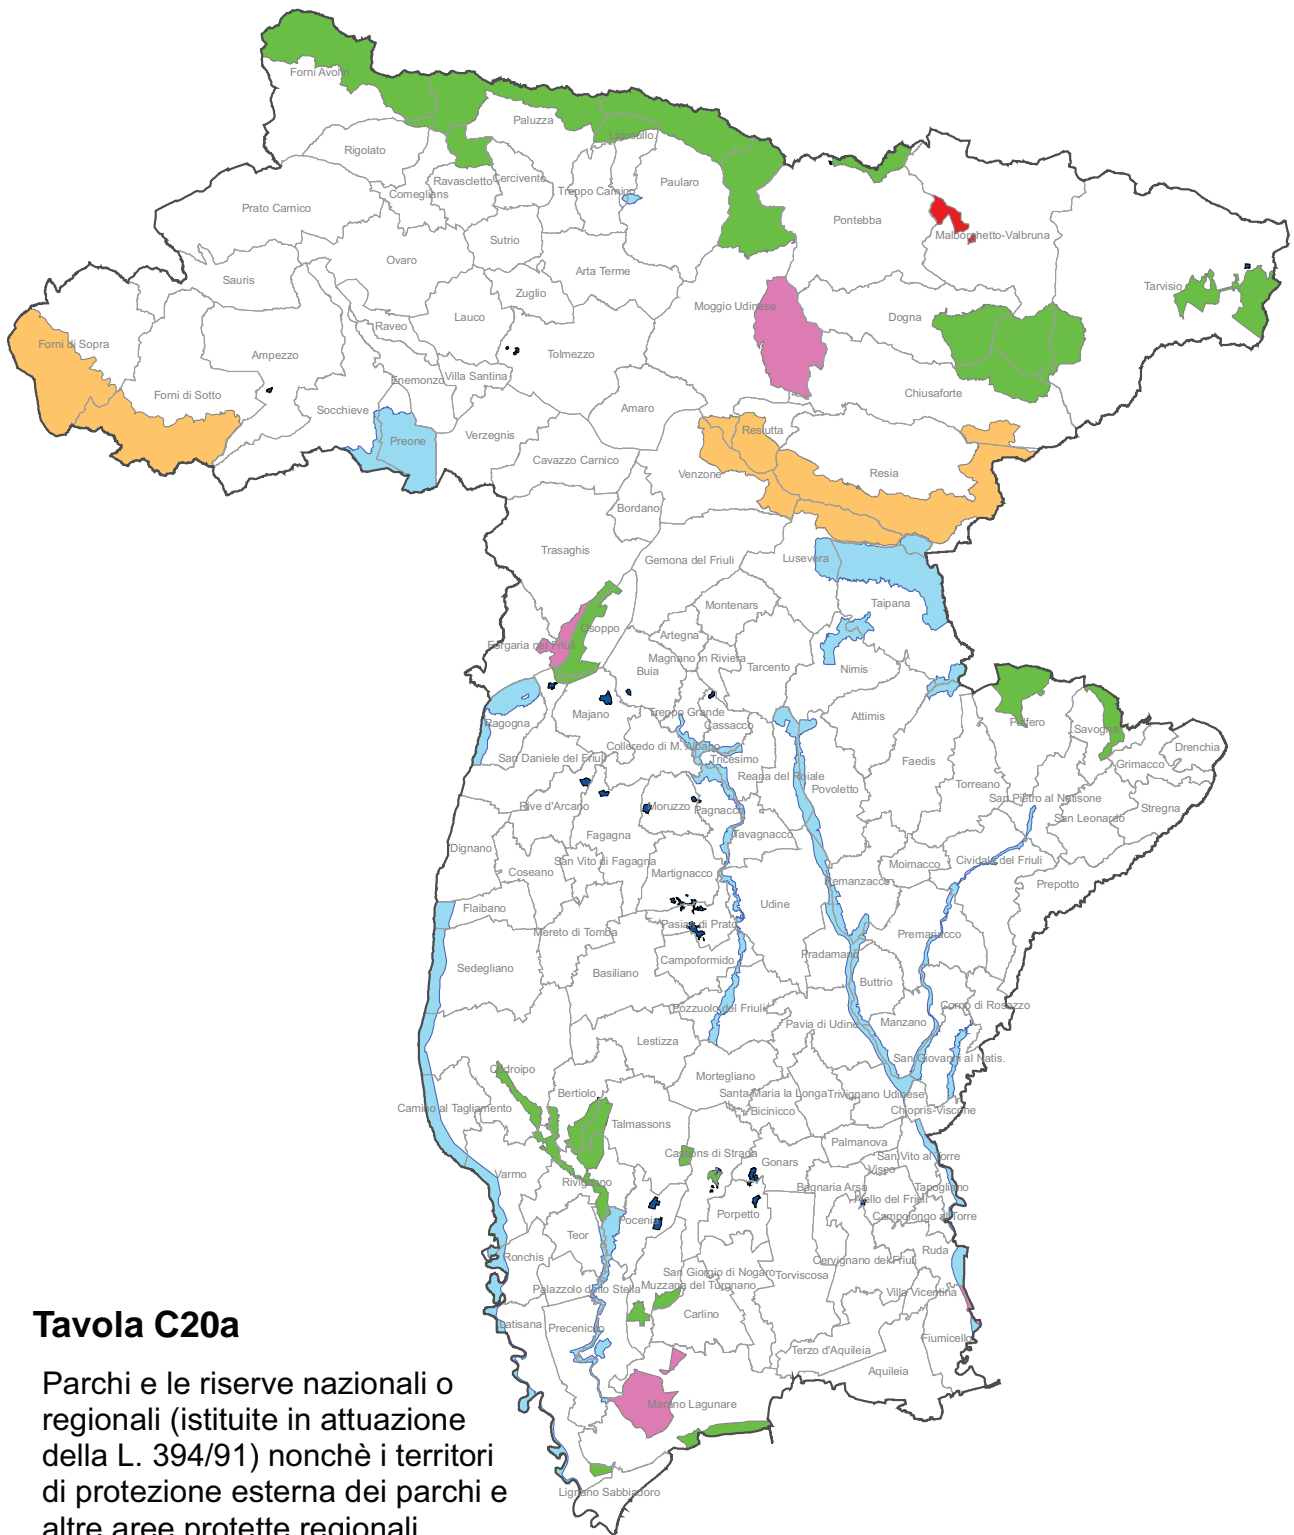 Forni Avoltri
Paluzza
Ligosullo
Rigolato
Ravascletto
Cercivento
Treppo Carnico
Paularo
Comeglians
Prato Carnico
Pontebba
Malborghetto-Valbruna
Sutrio
Ovaro
Arta Terme
Sauris
Tarvisio
Zuglio
Moggio Udinese
Lauco
Dogna
Raveo
Forni di Sopra
Ampezzo
Tolmezzo
Enemonzo
Villa Santina
Forni di Sotto
Chiusaforte
Socchieve
Amaro
Preone
Verzegnis
Resiutta
Cavazzo Carnico
Venzone
Resia
Bordano
Trasaghis
Gemona del Friuli
Lusevera
Montenars
Taipana
Osoppo
Artegna
Forgaria nel Friuli
Magnano in Riviera
Buia
Tarcento
Nimis
Ragogna
Majano
Treppo Grande
Cassacco
Attimis
Pulfero
Savogna
Colloredo di M. Albano
Drenchia
San Daniele del Friuli
Tricesimo
Faedis
Grimacco
Reana del Roiale
Povoletto
Torreano
San Pietro al Natisone
Rive d'Arcano
Moruzzo
Pagnacco
Stregna
San Leonardo
Fagagna
Tavagnacco
Dignano
San Vito di Fagagna
Moimacco
Cividale del Friuli
Coseano
Martignacco
Remanzacco
Prepotto
Flaibano
Udine
Mereto di Tomba
Pasian di Prato
Premariacco
Sedegliano
Basiliano
Campoformido
Pradamano
Buttrio
Pozzuolo del Friuli
Corno di Rosazzo
Pavia di Udine
Manzano
Lestizza
San Giovanni al Natis.
Codroipo
Mortegliano
Bertiolo
Santa Maria la Longa
Trivignano Udinese
Camino al Tagliamento
Bicinicco
Chiopris-Viscone
Talmassons
Palmanova
Castions di Strada
San Vito al Torre
Gonars
Visco
Varmo
Rivignano
Bagnaria Arsa
Tapogliano
Aiello del Friuli
Pocenia
Porpetto
Campolongo al Torre
Teor
Ronchis
Cervignano del Friuli
Ruda
San Giorgio di Nogaro
Torviscosa
Palazzolo dello Stella
Muzzana del Turgnano
Villa Vicentina
Carlino
Latisana
Precenicco
Fiumicello
Terzo d'Aquileia
Aquileia
Marano Lagunare
Lignano Sabbiadoro
Tavola C20a
Parchi e le riserve nazionali o
regionali (istituite in attuazione
della L. 394/91) nonchè i territori
di protezione esterna dei parchi e
altre aree protette regionali